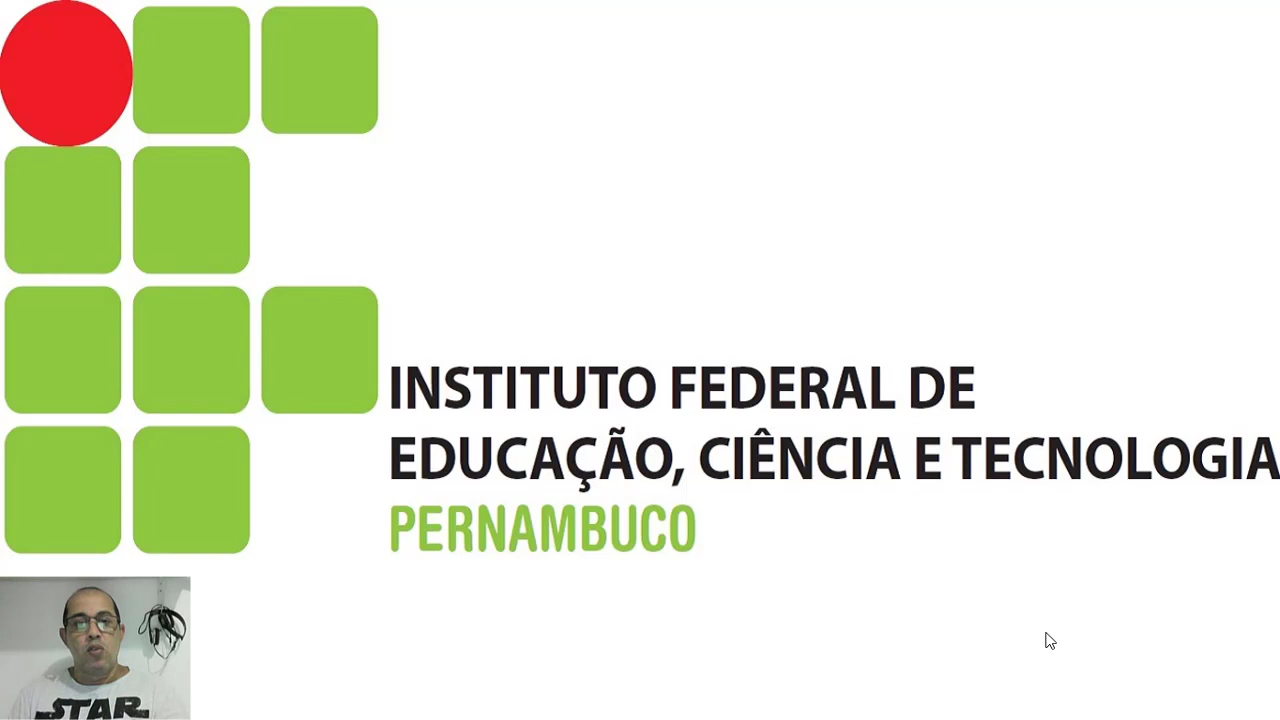 INSTITUTO FEDERAL DE
EDUCAÇÃO, CIÊNCIA E TECNOLOGIA
PERNAMBUCO
STAR